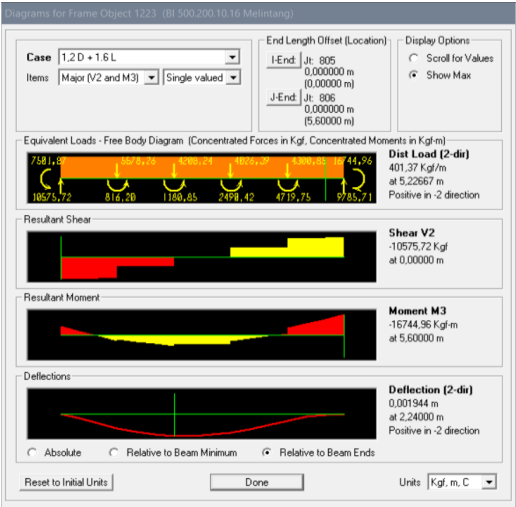 Diagrams for Frame Object 1223 (BI 500.200.10.16 Melintang)
End Length Offset (Location)
Display Options
Case 1,2 D + 1.6 L
Items Major (V2 and M3) Single valued
I-End: Jt: 805
0,000000 m
(0,00000 m)
J-End: Jt: 806
0,000000 m
(5,60000 m)
Scroll for Values
Show Max
Equivalent Loads - Free Body Diagram (Concentrated Forces in Kgf, Concentrated Moments in Kgf-m)
7501,87 5578,26 4208,24 4026,39 4300,85 16744,96
10575,72 816,20 1180,85 2490,42 4719,75 9785,71
Dist Load (2-dir)
401,37 Kgf/m
at 5,22667 m
Positive in -2 direction
Resultant Shear
Shear V2
-10575,72 Kgf
at 0,00000 m
Resultant Moment
Moment M3
-16744,96 Kgf-m
at 5,60000 m
Deflections
Deflection (2-dir)
0,001944 m
at 2,24000 m
Positive in -2 direction
Absolute Relative to Beam Minimum Relative to Beam Ends
Reset to Initial Units Done Units Kgf, m, C